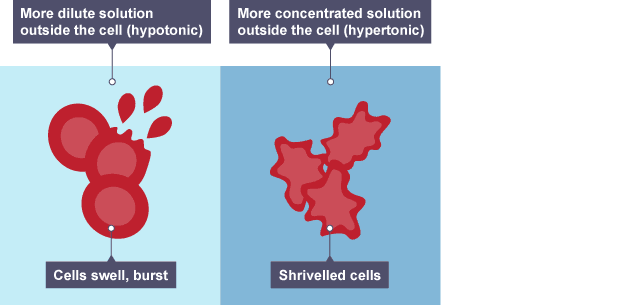 More dilute solution
outside the cell (hypotonic)
More concentrated solution
outside the cell (hypertonic)
Cells swell, burst
Shrivelled cells